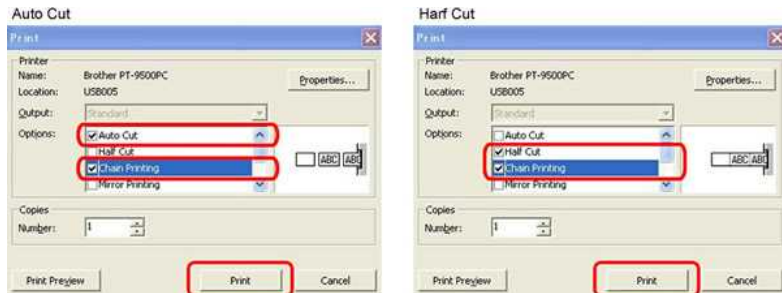 Auto Cut
Print
Printer
Name: Brother PT-9500PC
Properties...
Location: USB005
Output: Standard
Options:
Auto Cut
Half Cut
Chain Printing
Mirror Printing
ABC ABC
Copies
Number: 1
Print Preview Print Cancel
Harf Cut
Print
Printer
Name: Brother PT-9500PC
Properties...
Location: USB005
Output: Standard
Options:
Auto Cut
Half Cut
Chain Printing
Mirror Printing
ABC ABC
Copies
Number: 1
Print Preview Print Cancel